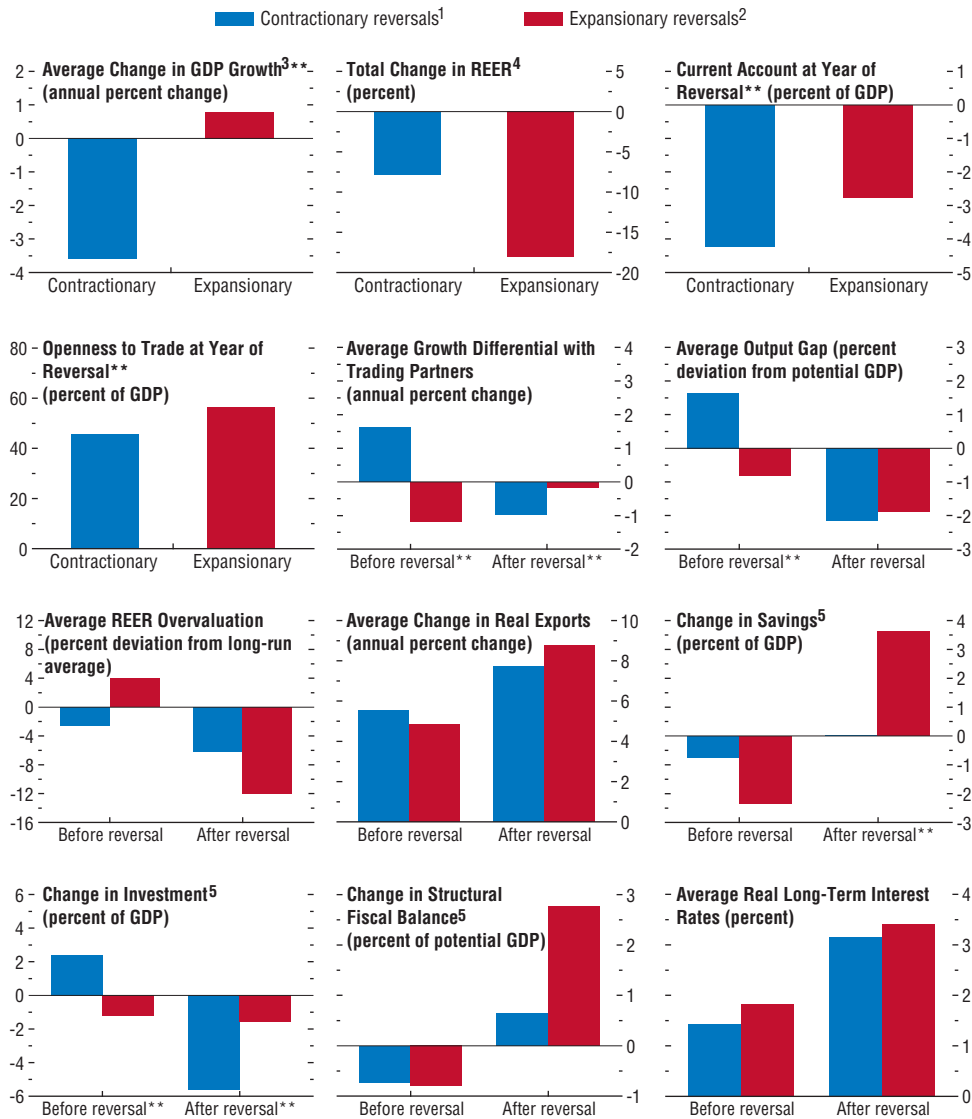 Contractionary reversals1 Expansionary reversals2
Average Change in GDP Growth3**
(annual percent change)
2
1
0
-1
-2
-3
-4
Contractionary Expansionary
Total Change in REER4
(percent)
5
0
-5
-10
-15
-20
Contractionary Expansionary
Current Account at Year of
Reversal** (percent of GDP)
1
0
-1
-2
-3
-4
-5
Contractionary Expansionary
Openness to Trade at Year of
Reversal**
(percent of GDP)
80
60
40
20
0
Contractionary Expansionary
Average Growth Differential with
Trading Partners
(annual percent change)
4
3
2
1
0
-1
-2
Before reversal** After reversal**
Average Output Gap (percent
deviation from potential GDP)
3
2
1
0
-1
-2
-3
Before reversal** After reversal
Average REER Overvaluation
(percent deviation from long-run
average)
12
8
4
0
-4
-8
-12
-16
Before reversal After reversal
Average Change in Real Exports
(annual percent change)
10
8
6
4
2
0
Before reversal After reversal
Change in Savings5
(percent of GDP)
4
3
2
1
0
-1
-2
-3
Before reversal After reversal**
Change in Investment5
(percent of GDP)
6
4
2
0
-2
-4
-6
Before reversal** After reversal**
Change in Structural
Fiscal Balance5
(percent of potential GDP)
3
2
1
0
-1
Before reversal After reversal
Average Real Long-Term Interest
Rates (percent)
4
3
2
1
0
Before reversal After reversal